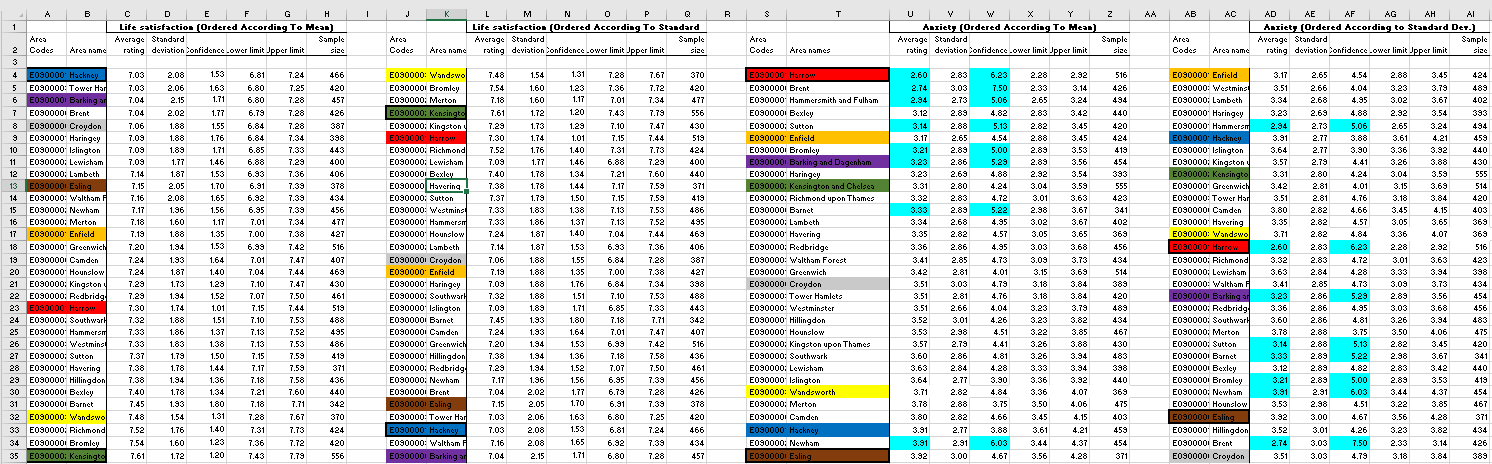 A B C D E F G H I J K L M N O P Q R S T U V W X Y Z AA AB AC AD AE AF AG AH AI
1 Life satisfaction (Ordered According To Mean) Life satisfaction (Ordered According To Standard Anxiety (Ordered According To Mean) Anxiety (Ordered According to Standard Dev.)
Area Average Standard Sample Area Average Standard Sample Area Average Standard Sample Area Average Standard Sample
2 Codes Area name rating deviation Confidence Lower limit Upper limit size Codes Area name rating deviation Confidence Lower limit Upper limit size Codes Area names rating deviation Confidence Lower limit Upper limit size Codes Area name rating deviation Confidence Lower limit Upper limit size
3
4 E090000 Hackney 7.03 2.08 1.53 6.81 7.24 466 E090000 Wandswo 7.48 1.54 1.31 7.28 7.67 370 E090000 Harrow 2.60 2.83 6.23 2.28 2.92 516 E090000 Enfield 3.17 2.65 4.54 2.88 3.45 424
5 E090000 Tower Har 7.03 2.06 1.63 6.80 7.25 420 E090000 Bromley 7.54 1.60 1.23 7.36 7.72 420 E090000 Brent 2.74 3.03 7.50 2.33 3.14 426 E090000 Westmins 3.51 2.66 4.04 3.23 3.79 489
6 E090000 Barking ar 7.04 2.15 1.71 6.80 7.28 457 E090000 Merton 7.18 1.60 1.17 7.01 7.34 477 E090000 Hammersmith and Fulham 2.94 2.73 5.06 2.65 3.24 494 E090000 Lambeth 3.34 2.68 4.95 3.02 3.67 402
7 E090000 Brent 7.04 2.02 1.77 6.79 7.28 426 E090000 Kensingto 7.61 1.72 1.20 7.43 7.79 556 E090000 Bexley 3.12 2.89 4.82 2.83 3.42 440 E090000 Haringey 3.23 2.69 4.88 2.92 3.54 393
8 E090000 Croydon 7.06 1.88 1.55 6.84 7.28 387 E090000 Kingston u 7.29 1.73 1.29 7.10 7.47 430 E090000 Sutton 3.14 2.88 5.13 2.82 3.45 420 E090000 Hammersm 2.94 2.73 5.06 2.65 3.24 494
9 E090000 Haringey 7.09 1.88 1.76 6.84 7.34 398 E090000 Harrow 7.30 1.74 1.01 7.15 7.44 519 E090000 Enfield 3.17 2.65 4.54 2.88 3.45 424 E090000 Hackney 3.91 2.77 3.88 3.61 4.21 459
10 E090000 Islington 7.09 1.89 1.71 6.85 7.33 443 E090000 Richmond 7.52 1.76 1.40 7.31 7.73 424 E090000 Bromley 3.21 2.89 5.00 2.89 3.53 419 E090000 Islington 3.64 2.77 3.90 3.36 3.92 440
11 E090000 Lewisham 7.09 1.77 1.46 6.88 7.29 400 E090000 Lewisham 7.09 1.77 1.46 6.88 7.29 400 E090000 Barking and Dagenham 3.23 2.86 5.29 2.89 3.56 454 E090000 Kingston u 3.57 2.79 4.41 3.26 3.88 430
12 E090000 Lambeth 7.14 1.87 1.53 6.93 7.36 406 E090000 Bexley 7.40 1.78 1.34 7.21 7.60 440 E090000 Haringey 3.23 2.69 4.88 2.92 3.54 393 E090000 Kensingto 3.31 2.80 4.24 3.04 3.59 555
13 E090000 Ealing 7.15 2.05 1.70 6.91 7.39 378 E090000 Havering 7.38 1.78 1.44 7.17 7.59 371 E090000 Kensington and Chelsea 3.31 2.80 4.24 3.04 3.59 555 E090000 Greenwich 3.42 2.81 4.01 3.15 3.69 514
14 E090000 Waltham F 7.16 2.08 1.65 6.92 7.39 434 E090000 Sutton 7.37 1.79 1.50 7.15 7.59 419 E090000 Richmond upon Thames 3.32 2.83 4.72 3.01 3.63 423 E090000 Tower Har 3.51 2.81 4.76 3.18 3.84 420
15 E090000 Newham 7.17 1.96 1.56 6.95 7.39 456 E090000 Westmins 7.33 1.83 1.38 7.13 7.53 486 E090000 Barnet 3.33 2.89 5.22 2.98 3.67 341 E090000 Camden 3.80 2.82 4.66 3.45 4.15 403
16 E090000 Merton 7.18 1.60 1.17 7.01 7.34 477 E090000 Hammersm 7.33 1.86 1.37 7.13 7.52 495 E090000 Lambeth 3.34 2.68 4.95 3.02 3.67 402 E090000 Havering 3.35 2.82 4.57 3.05 3.65 369
17 E090000 Enfield 7.19 1.88 1.35 7.00 7.38 427 E090000 Hounslow 7.24 1.87 1.40 7.04 7.44 469 E090000 Havering 3.35 2.82 4.57 3.05 3.65 369 E090000 Wandswo 3.71 2.82 4.84 3.36 4.07 369
18 E090000 Greenwich 7.20 1.94 1.53 6.99 7.42 516 E090000 Lambeth 7.14 1.87 1.53 6.93 7.36 406 E090000 Redbridge 3.36 2.86 4.95 3.03 3.68 456 E090000 Harrow 2.60 2.83 6.23 2.28 2.92 516
19 E090000 Camden 7.24 1.93 1.64 7.01 7.47 407 E090000 Croydon 7.06 1.88 1.55 6.84 7.28 387 E090000 Waltham Forest 3.41 2.85 4.73 3.09 3.73 434 E090000 Richmond 3.32 2.83 4.72 3.01 3.63 423
20 E090000 Hounslow 7.24 1.87 1.40 7.04 7.44 469 E090000 Enfield 7.19 1.88 1.35 7.00 7.38 427 E090000 Greenwich 3.42 2.81 4.01 3.15 3.69 514 E090000 Lewisham 3.63 2.84 4.28 3.33 3.94 398
21 E090000 Kingston u 7.29 1.73 1.29 7.10 7.47 430 E090000 Haringey 7.09 1.88 1.76 6.84 7.34 398 E090000 Croydon 3.51 3.03 4.79 3.18 3.84 389 E090000 Waltham F 3.41 2.85 4.73 3.09 3.73 434
22 E090000 Redbridg 7.29 1.94 1.52 7.07 7.50 461 E090000 Southwark 7.32 1.88 1.51 7.10 7.53 488 E090000 Tower Hamlets 3.51 2.81 4.76 3.18 3.84 420 E090000 Barking ar 3.23 2.86 5.29 2.89 3.56 454
23 E090000 Harrow 7.30 1.74 1.01 7.15 7.44 519 E090000 Islington 7.09 1.89 1.71 6.85 7.33 443 E090000 Westminster 3.51 2.66 4.04 3.23 3.79 489 E090000 Redbridg 3.36 2.86 4.95 3.03 3.68 456
24 E090000 Southwark 7.32 1.88 1.51 7.10 7.53 488 E090000 Barnet 7.45 1.93 1.80 7.18 7.71 342 E090000 Hillingdon 3.52 3.01 4.26 3.23 3.82 434 E090000 Southwark 3.60 2.86 4.81 3.26 3.94 483
25 E090000 Hammersm 7.33 1.86 1.37 7.13 7.52 495 E090000 Camden 7.24 1.93 1.64 7.01 7.47 407 E090000 Hounslow 3.53 2.98 4.51 3.22 3.85 467 E090000 Merton 3.78 2.88 3.75 3.50 4.06 475
26 E090000 Westmins 7.33 1.83 1.38 7.13 7.53 486 E090000 Greenwich 7.20 1.94 1.53 6.99 7.42 516 E090000 Kingston upon Thames 3.57 2.79 4.41 3.26 3.88 430 E090000 Sutton 3.14 2.88 5.13 2.82 3.45 420
27 E090000 Sutton 7.37 1.79 1.50 7.15 7.59 419 E090000 Hillingdon 7.38 1.94 1.36 7.18 7.58 436 E090000 Southwark 3.60 2.86 4.81 3.26 3.94 483 E090000 Barnet 3.33 2.89 5.22 2.98 3.67 341
28 E090000 Havering 7.38 1.78 1.44 7.17 7.59 371 E090000 Redbridg 7.29 1.94 1.52 7.07 7.50 461 E090000 Lewisham 3.63 2.84 4.28 3.33 3.94 398 E090000 Bexley 3.12 2.89 4.82 2.83 3.42 440
29 E090000 Hillingdon 7.38 1.94 1.36 7.18 7.58 436 E090000 Newham 7.17 1.96 1.56 6.95 7.39 456 E090000 Islington 3.64 2.77 3.90 3.36 3.92 440 E090000 Bromley 3.21 2.89 5.00 2.89 3.53 419
30 E090000 Bexley 7.40 1.78 1.34 7.21 7.60 440 E090000 Brent 7.04 2.02 1.77 6.79 7.28 426 E090000 Wandsworth 3.71 2.82 4.84 3.36 4.07 369 E090000 Newham 3.91 2.91 6.03 3.44 4.37 454
31 E090000 Barnet 7.45 1.93 1.80 7.18 7.71 342 E090000 Ealing 7.15 2.05 1.70 6.91 7.39 378 E090000 Merton 3.78 2.88 3.75 3.50 4.06 475 E090000 Hounslow 3.53 2.98 4.51 3.22 3.85 467
32 E090000 Wandswo 7.48 1.54 1.31 7.28 7.67 370 E090000 Tower Har 7.03 2.06 1.63 6.80 7.25 420 E090000 Camden 3.80 2.82 4.66 3.45 4.15 403 E090000 Ealing 3.92 3.00 4.67 3.56 4.28 371
33 E090000 Richmond 7.52 1.76 1.40 7.31 7.73 424 E090000 Hackney 7.03 2.08 1.53 6.81 7.24 466 E090000 Hackney 3.91 2.77 3.88 3.61 4.21 459 E090000 Hillingdon 3.52 3.01 4.26 3.23 3.82 434
34 E090000 Bromley 7.54 1.60 1.23 7.36 7.72 420 E090000 Waltham F 7.16 2.08 1.65 6.92 7.39 434 E090000 Newham 3.91 2.91 6.03 3.44 4.37 454 E090000 Brent 2.74 3.03 7.50 2.33 3.14 426
35 E090000 Kensingto 7.61 1.72 1.20 7.43 7.79 556 E090000 Barking ar 7.04 2.15 1.71 6.80 7.28 457 E090000 Ealing 3.92 3.00 4.67 3.56 4.28 371 E090000 Croydon 3.51 3.03 4.79 3.18 3.84 389